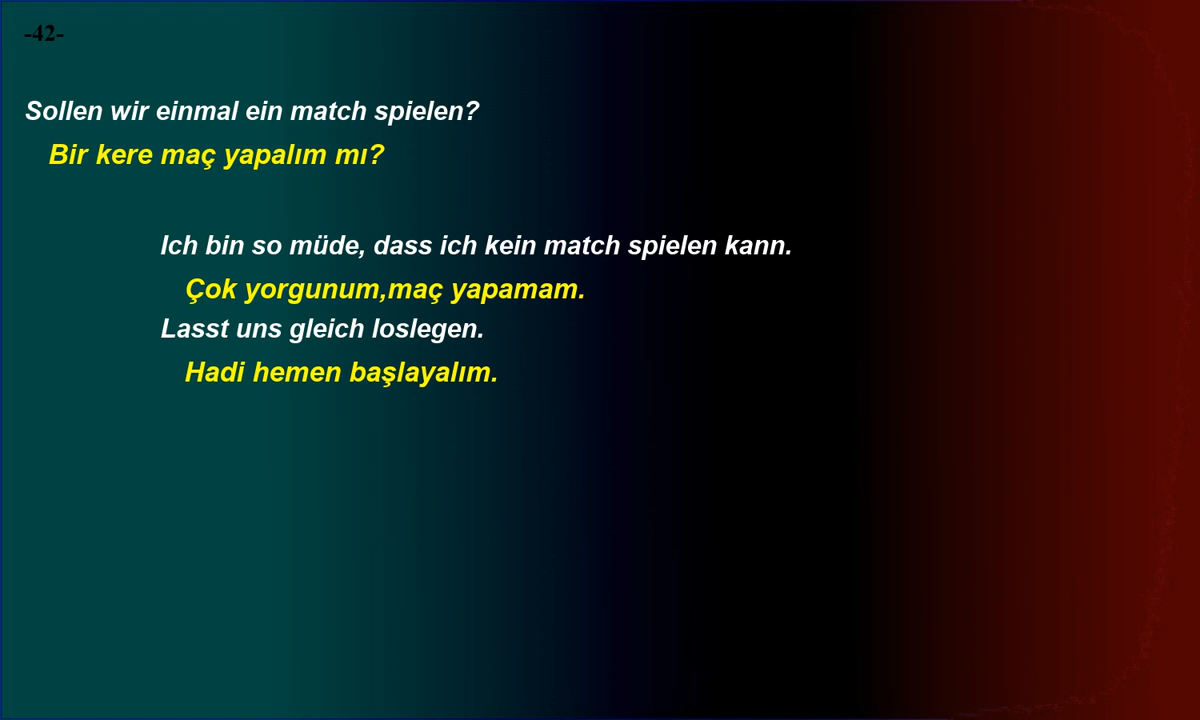 -42-
Sollen wir einmal ein match spielen?
Bir kere maç yapalım mı?
Ich bin so müde, dass ich kein match spielen kann.
Çok yorgunum,maç yapamam.
Lasst uns gleich loslegen.
Hadi hemen başlayalım.